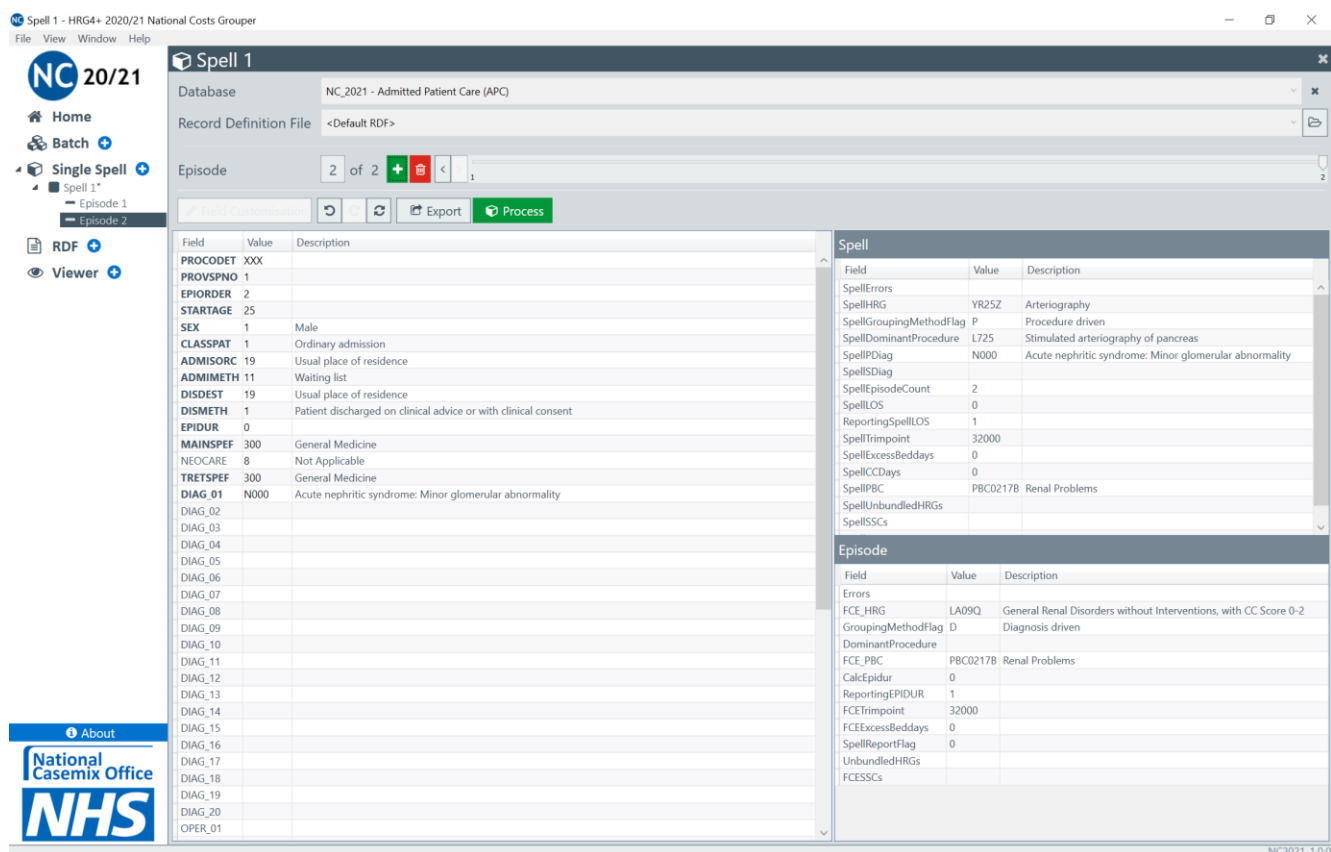 Spell 1 - HRG4+ 2020/21 National Costs Grouper
File View Window Help
NC 20/21
Home
Batch
Single Spell
Spell 1*
Episode 1
Episode 2
RDF
Viewer
About
National
Casemix Office
NHS
Spell 1
Database NC_2021 - Admitted Patient Care (APC)
Record Definition File <Default RDF>
Episode 2 of 2 1 2
Field Customisation Export Process
Field Value Description
PROCODET XXX
PROVSPNO 1
EPIORDER 2
STARTAGE 25
SEX 1 Male
CLASSPAT 1 Ordinary admission
ADMISORC 19 Usual place of residence
ADMIMETH 11 Waiting list
DISDEST 19 Usual place of residence
DISMETH 1 Patient discharged on clinical advice or with clinical consent
EPIDUR 0
MAINSPEF 300 General Medicine
NEOCARE 8 Not Applicable
TRETSPEF 300 General Medicine
DIAG_01 N000 Acute nephritic syndrome: Minor glomerular abnormality
DIAG_02
DIAG_03
DIAG_04
DIAG_05
DIAG_06
DIAG_07
DIAG_08
DIAG_09
DIAG_10
DIAG_11
DIAG_12
DIAG_13
DIAG_14
DIAG_15
DIAG_16
DIAG_17
DIAG_18
DIAG_19
DIAG_20
OPER_01
Spell
Field Value Description
SpellErrors
SpellHRG YR25Z Arteriography
SpellGroupingMethodFlag P Procedure driven
SpellDominantProcedure L725 Stimulated arteriography of pancreas
SpellPDiag N000 Acute nephritic syndrome: Minor glomerular abnormality
SpellSDiag
SpellEpisodeCount 2
SpellLOS 0
ReportingSpellLOS 1
SpellTrimpoint 32000
SpellExcessBeddays 0
SpellCCDays 0
SpellPBC PBC0217B Renal Problems
SpellUnbundledHRGs
SpellSSCs
Episode
Field Value Description
Errors
FCE_HRG LA09Q General Renal Disorders without Interventions, with CC Score 0-2
GroupingMethodFlag D Diagnosis driven
DominantProcedure
FCE_PBC PBC0217B Renal Problems
CalcEpidur 0
ReportingEPIDUR 1
FCETrimpoint 32000
FCEExcessBeddays 0
SpellReportFlag 0
UnbundledHRGs
FCESSCs
NC2021_1.0.0